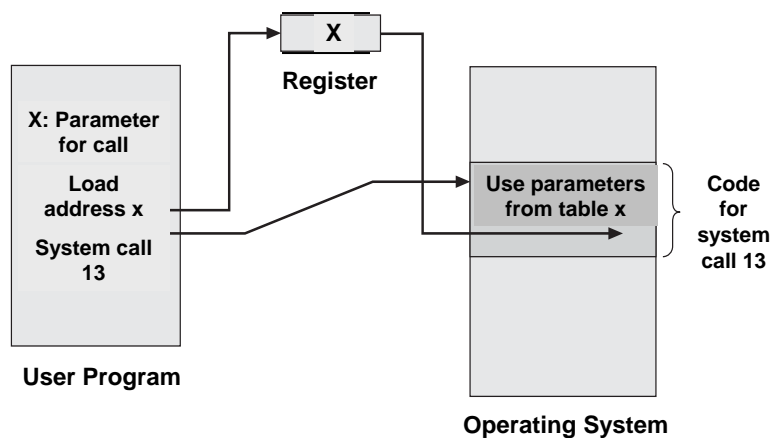 X
Register
X: Parameter
for call
Load
address x
System call
13
User Program
Use parameters
from table x
Code
for
system
call 13
Operating System